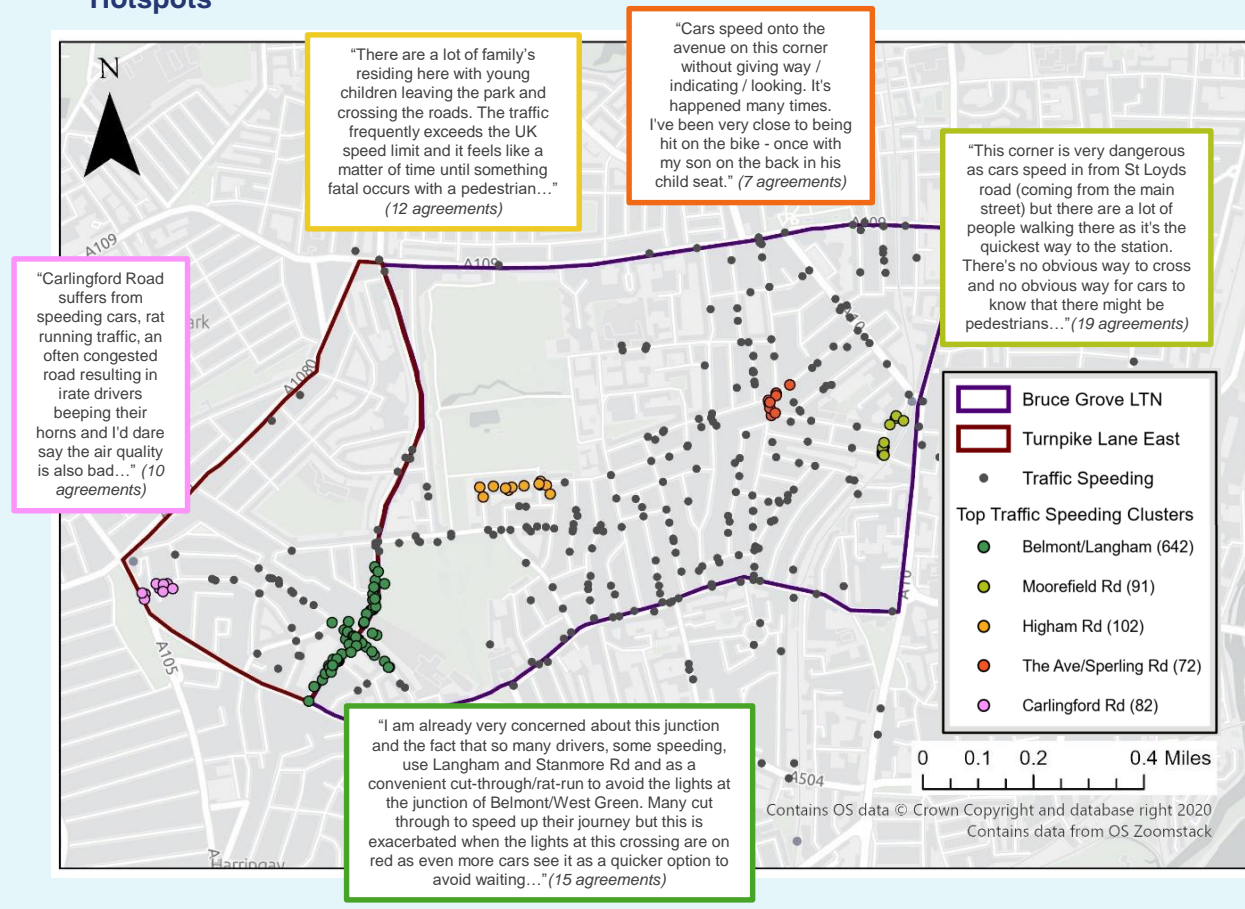 Hotspots
“There are a lot of family’s
residing here with young
children leaving the park and
crossing the roads. The traffic
frequently exceeds the UK
speed limit and it feels like a
matter of time until something
fatal occurs with a pedestrian…”
(12 agreements)
“Cars speed onto the
avenue on this corner
without giving way /
indicating / looking. It’s
happened many times.
I’ve been very close to being
hit on the bike - once with
my son on the back in his
child seat.” (7 agreements)
“This corner is very dangerous
as cars speed in from St Loyds
road (coming from the main
street) but there are a lot of
people walking there as it’s the
quickest way to the station.
There’s no obvious way to cross
and no obvious way for cars to
know that there might be
pedestrians…”(19 agreements)
“Carlingford Road
suffers from
speeding cars, rat
running traffic, an
often congested
road resulting in
irate drivers
beeping their
horns and I’d dare
say the air quality
is also bad…” (10
agreements)
“I am already very concerned about this junction
and the fact that so many drivers, some speeding,
use Langham and Stanmore Rd and as a
convenient cut-through/rat-run to avoid the lights at
the junction of Belmont/West Green. Many cut
through to speed up their journey but this is
exacerbated when the lights at this crossing are on
red as even more cars see it as a quicker option to
avoid waiting…”(15 agreements)
N
A109
A109
A109
ark
A1080
A10
A10
A105
A504
A
Harringay
Bruce Grove LTN
Turnpike Lane East
Traffic Speeding
Top Traffic Speeding Clusters
Belmont/Langham (642)
Moorefield Rd (91)
Higham Rd (102)
The Ave/Sperling Rd (72)
Carlingford Rd (82)
0 0.1 0.2 0.4 Miles
Contains OS data © Crown Copyright and database right 2020
Contains data from OS Zoomstack